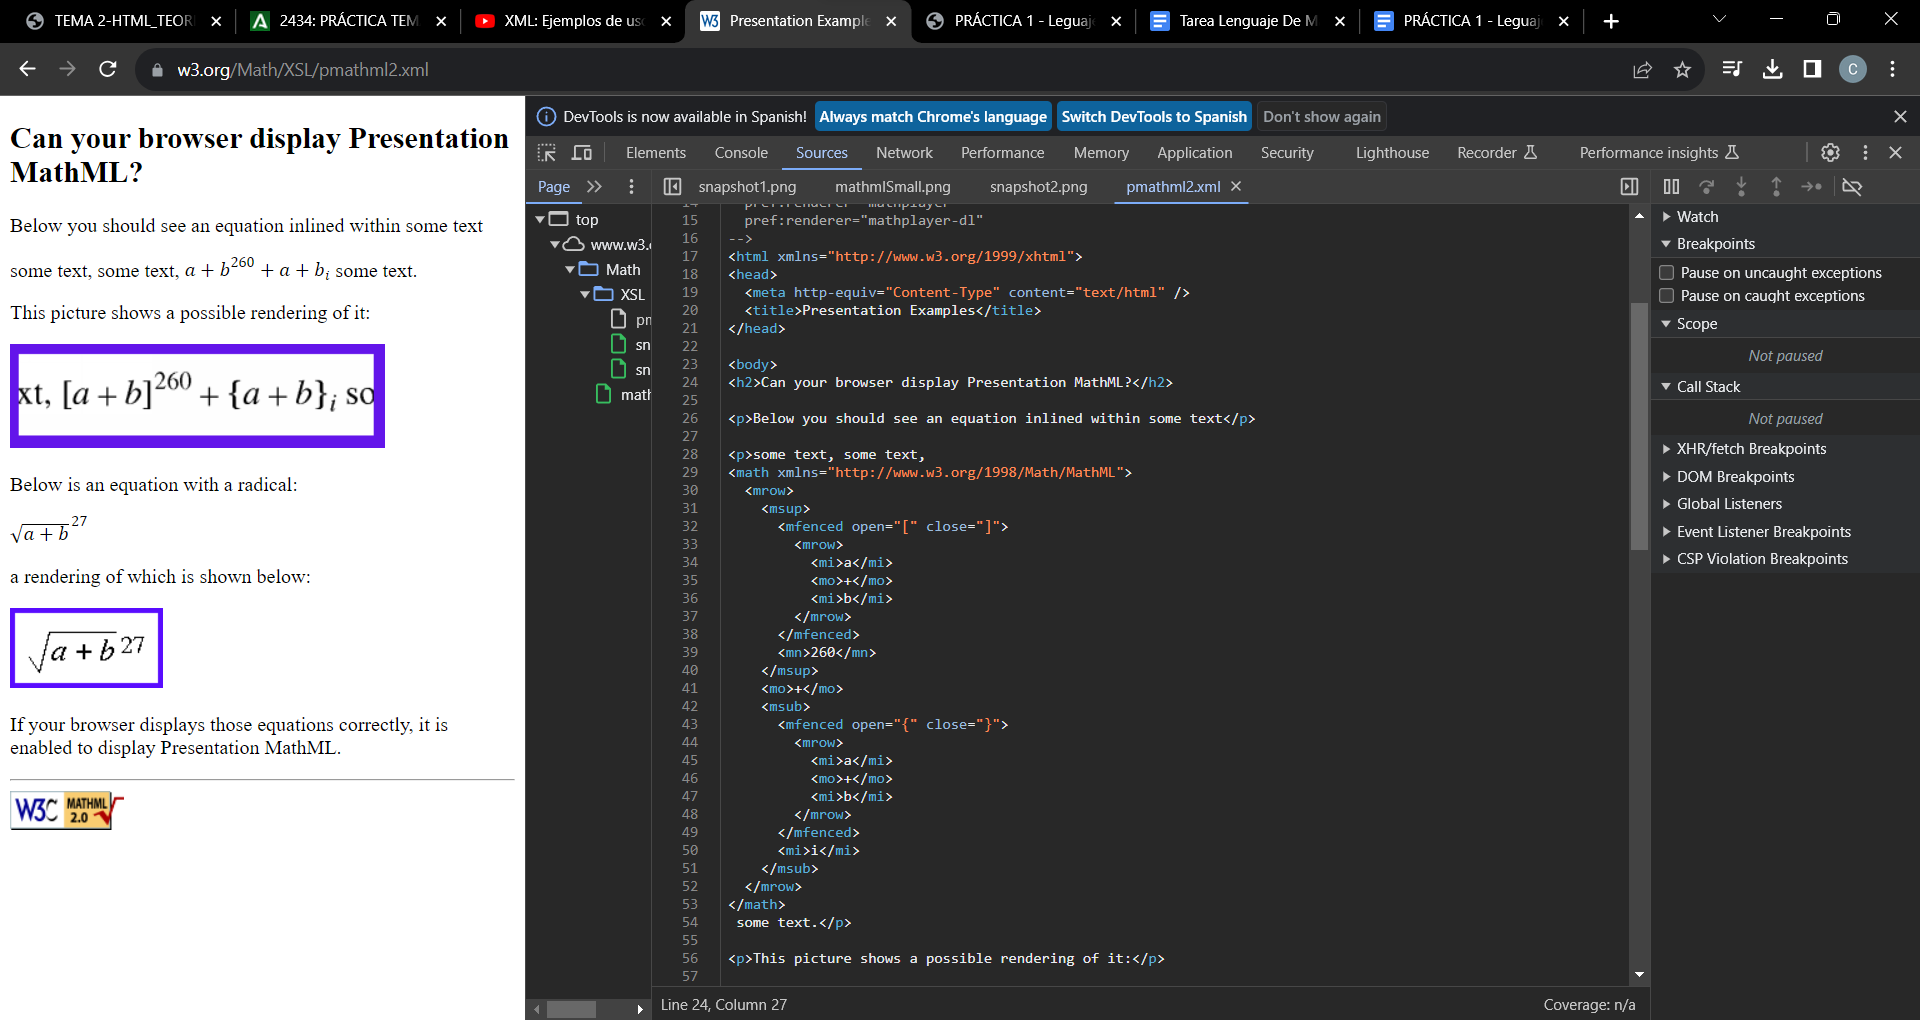 TEMA 2-HTML_TEOR
2434: PRÁCTICA TEM
XML: Ejemplos de us
Presentation Example
PRÁCTICA 1 - Leguaj
Tarea Lenguaje De M
PRÁCTICA 1 - Leguaj
w3.org/Math/XSL/pmathml2.xml
C
Can your browser display Presentation
MathML?
Below you should see an equation inlined within some text
some text, some text, a + b^260 + a + b_i some text.
This picture shows a possible rendering of it:
xt, [a + b]^260 + {a + b}_i so
Below is an equation with a radical:
√a + b^27
a rendering of which is shown below:
√a + b^27
If your browser displays those equations correctly, it is
enabled to display Presentation MathML.
W3C MATHML 2.0
DevTools is now available in Spanish! Always match Chrome's language Switch DevTools to Spanish Don't show again
Elements Console Sources Network Performance Memory Application Security Lighthouse Recorder Performance insights
Page
snapshot1.png mathmlSmall.png snapshot2.png pmathml2.xml
top
www.w3.
Math
XSL
pm
sn
sn
math
15 pref:renderer="mathplayer-dl"
16 -->
17 <html xmlns="http://www.w3.org/1999/xhtml">
18 <head>
19 <meta http-equiv="Content-Type" content="text/html" />
20 <title>Presentation Examples</title>
21 </head>
22
23 <body>
24 <h2>Can your browser display Presentation MathML?</h2>
25
26 <p>Below you should see an equation inlined within some text</p>
27
28 <p>some text, some text,
29 <math xmlns="http://www.w3.org/1998/Math/MathML">
30 <mrow>
31 <msup>
32 <mfenced open="[" close="]">
33 <mrow>
34 <mi>a</mi>
35 <mo>+</mo>
36 <mi>b</mi>
37 </mrow>
38 </mfenced>
39 <mn>260</mn>
40 </msup>
41 <mo>+</mo>
42 <msub>
43 <mfenced open="{" close="}">
44 <mrow>
45 <mi>a</mi>
46 <mo>+</mo>
47 <mi>b</mi>
48 </mrow>
49 </mfenced>
50 <mi>i</mi>
51 </msub>
52 </mrow>
53 </math>
54 some text.</p>
55
56 <p>This picture shows a possible rendering of it:</p>
57
Line 24, Column 27
Coverage: n/a
Watch
Breakpoints
Pause on uncaught exceptions
Pause on caught exceptions
Scope
Not paused
Call Stack
Not paused
XHR/fetch Breakpoints
DOM Breakpoints
Global Listeners
Event Listener Breakpoints
CSP Violation Breakpoints